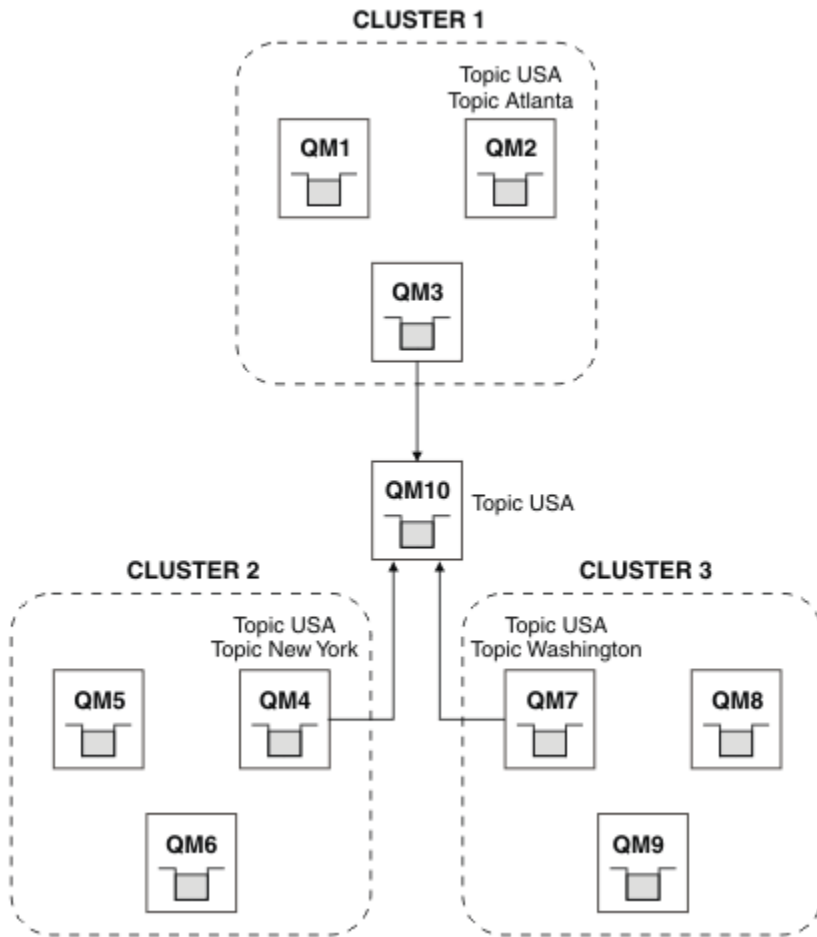 CLUSTER 1
Topic USA
Topic Atlanta
QM1
QM2
QM3
QM10
Topic USA
CLUSTER 2
CLUSTER 3
Topic USA
Topic New York
Topic USA
Topic Washington
QM5
QM4
QM7
QM8
QM6
QM9